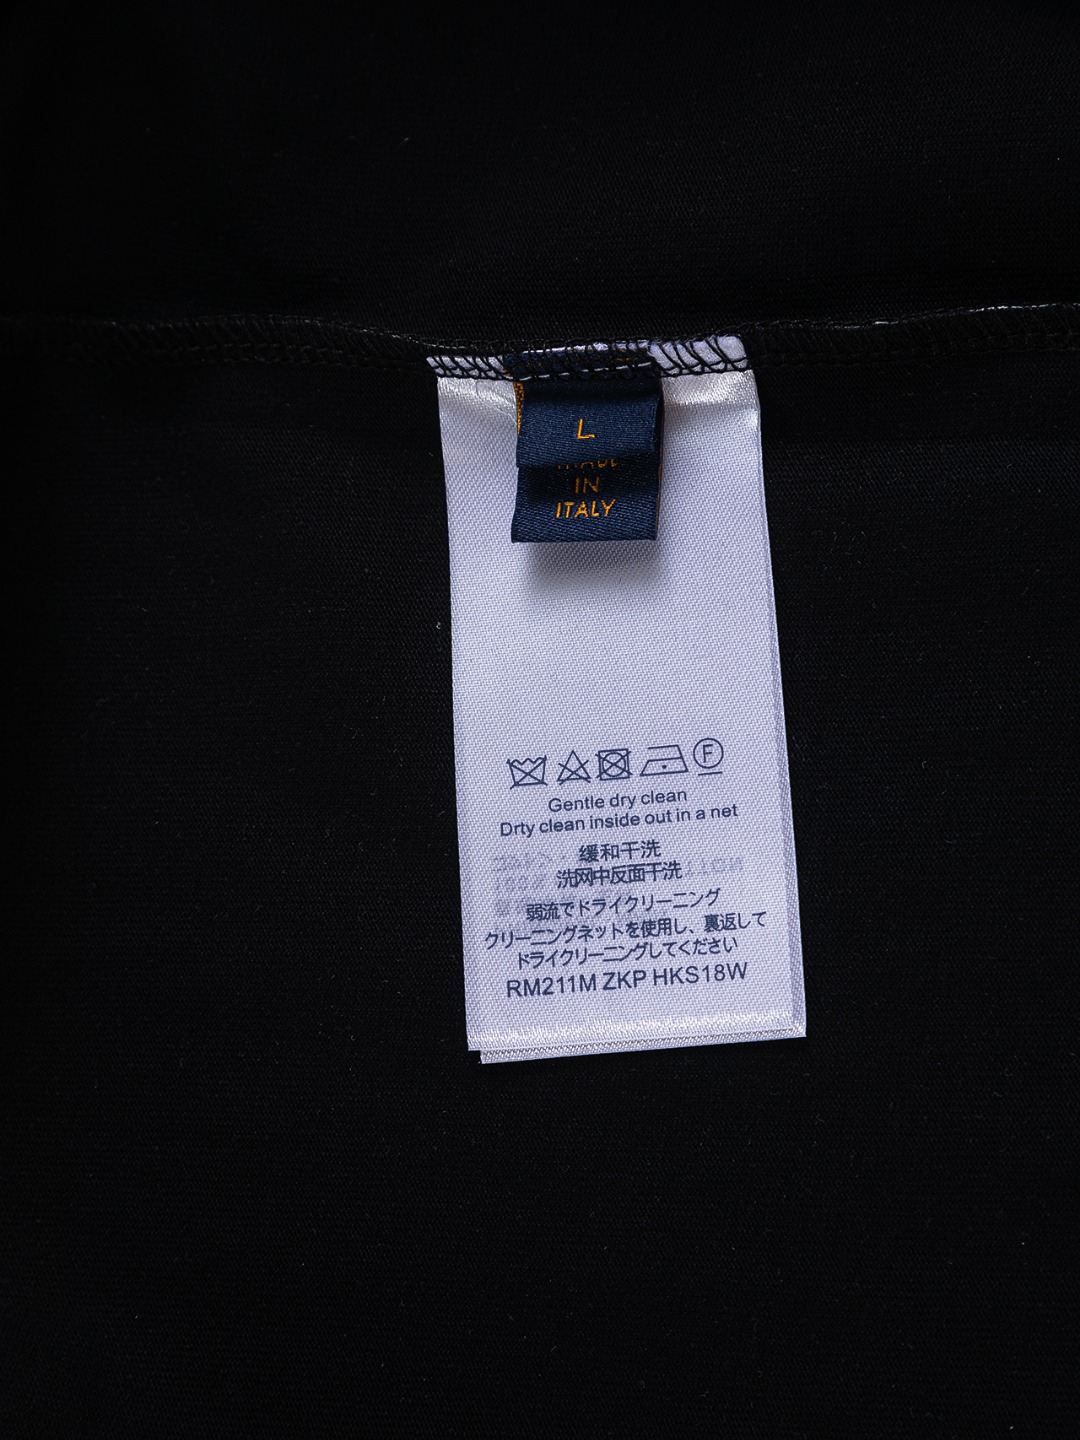 L
IN
ITALY
F
Gentle dry clean
Drty clean inside out in a net
缓和干洗
洗网中反面干洗
弱流でドライクリーニング
クリーニングネットを使用し、裏返して
ドライクリーニングしてください
RM211M ZKP HKS18W